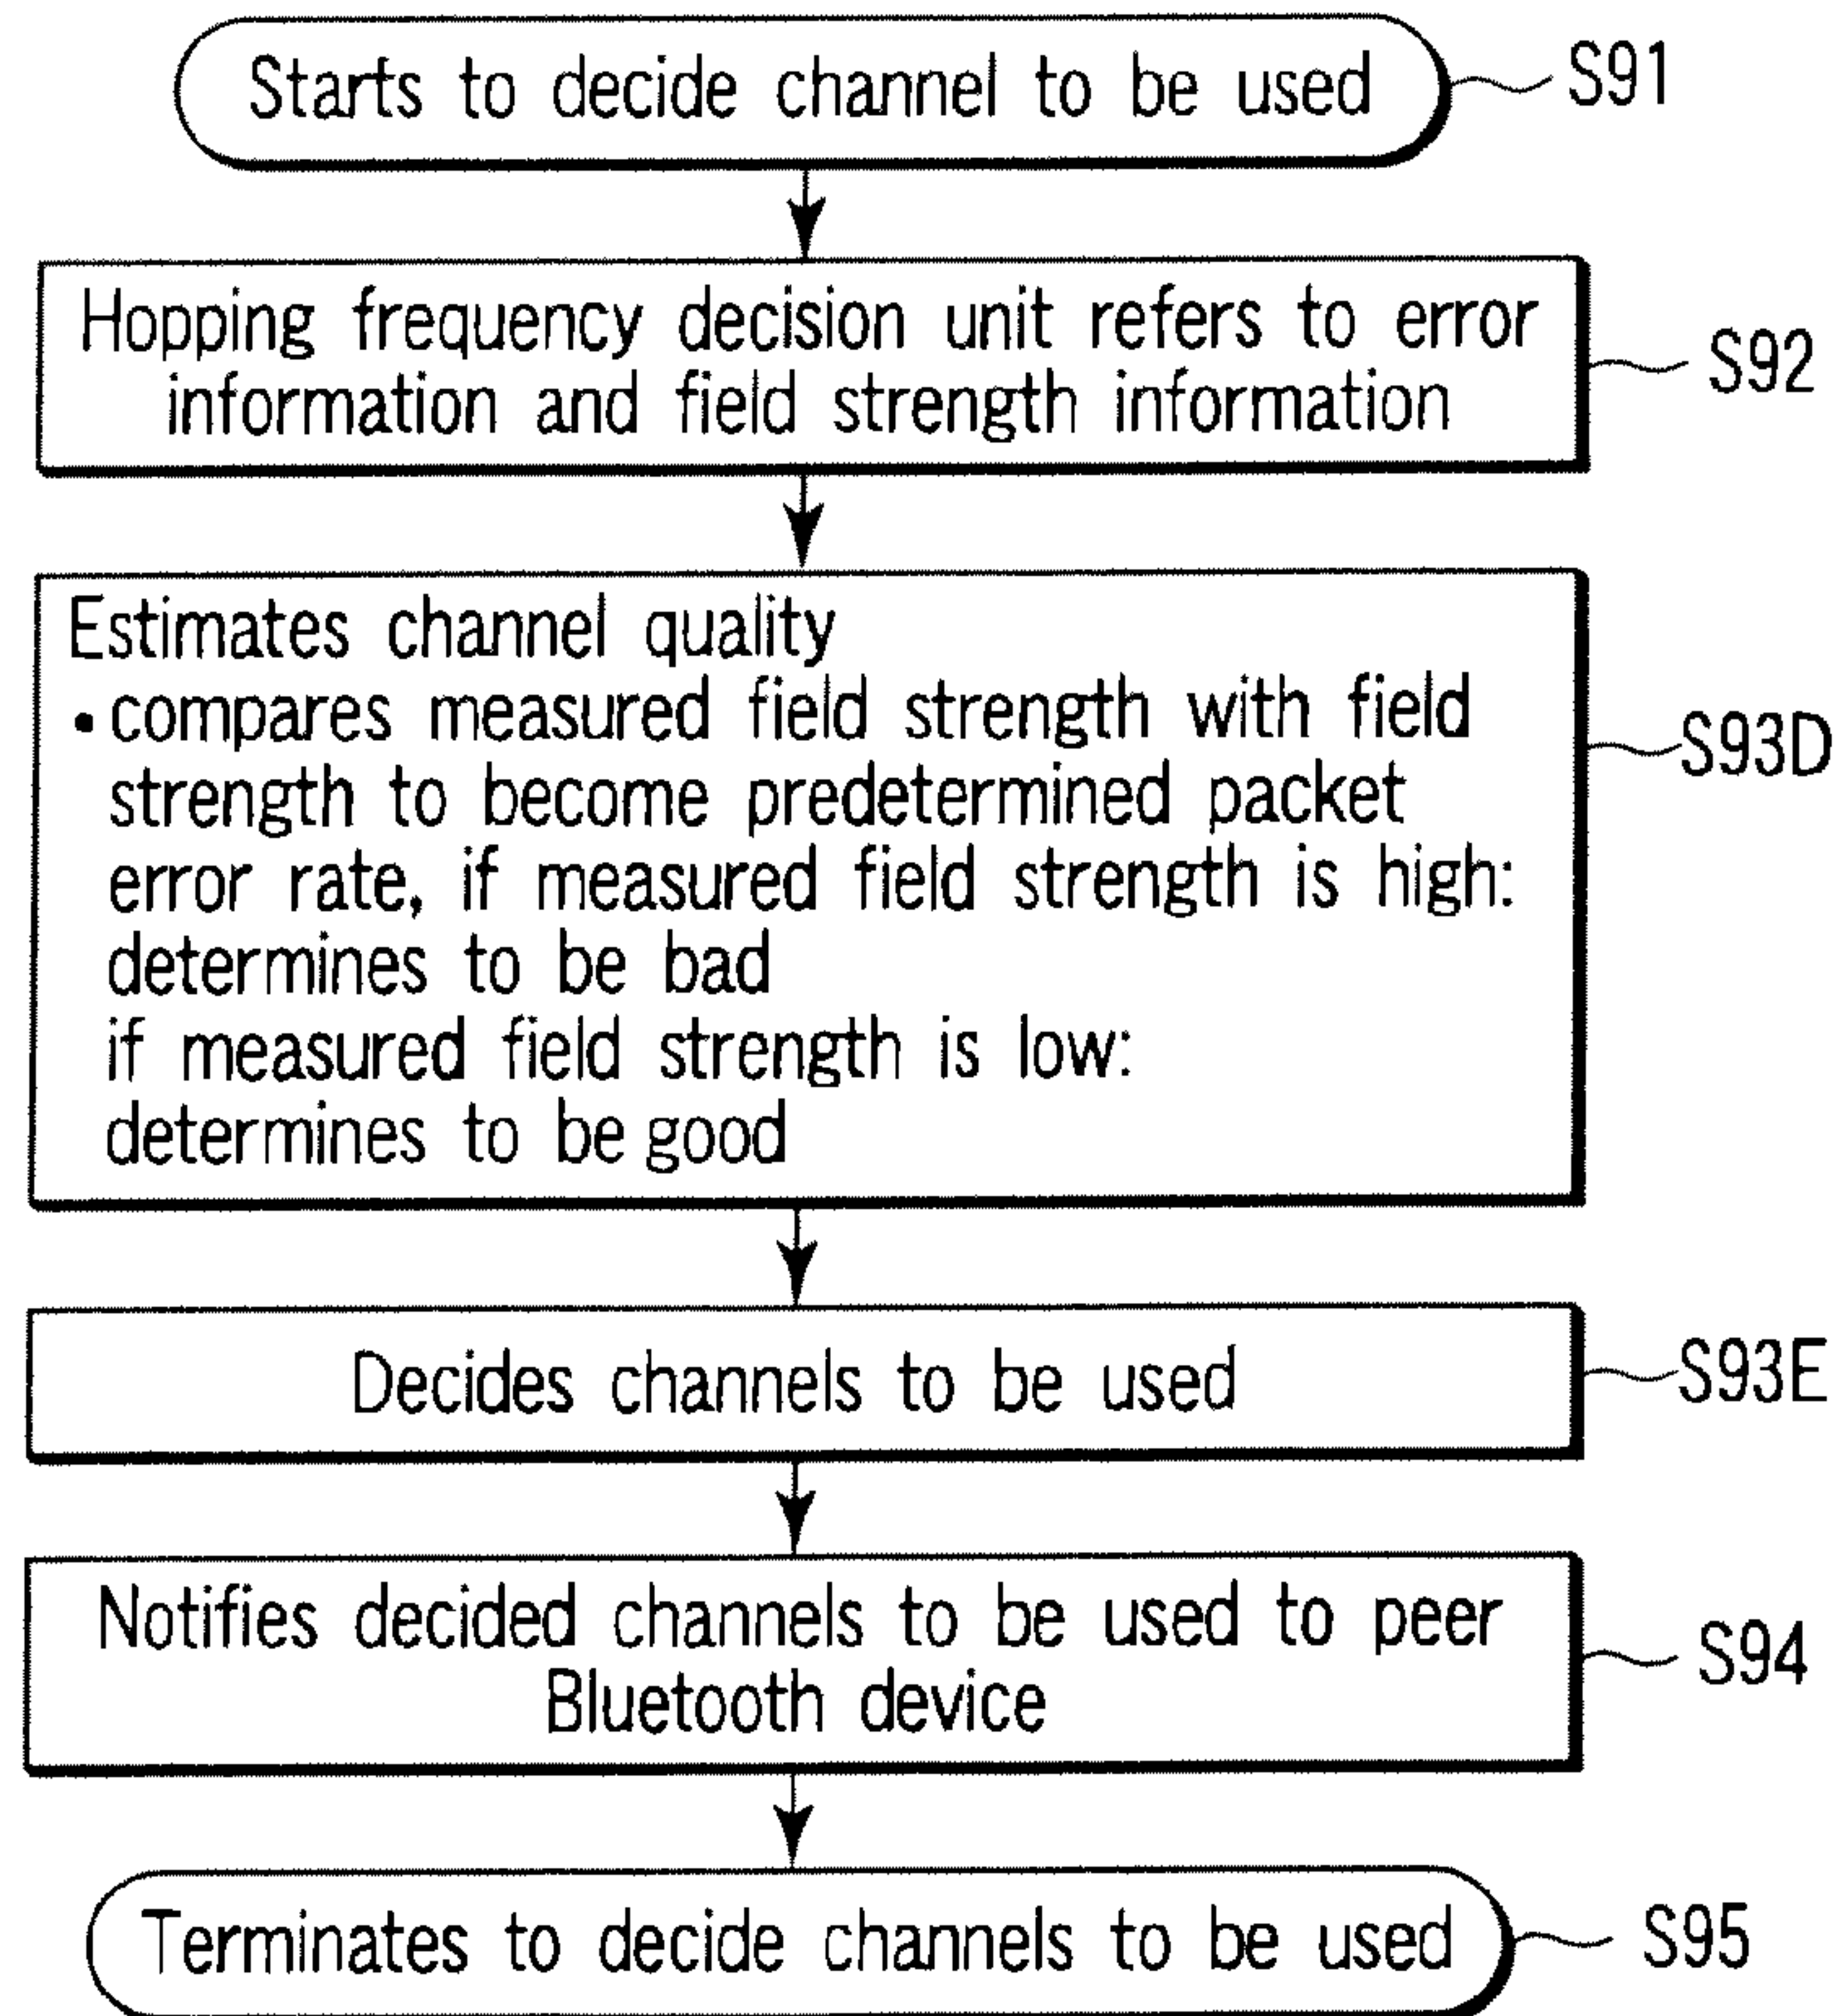 Starts to decide channel to be used
S91
Hopping frequency decision unit refers to error
information and field strength information
S92
Estimates channel quality
• compares measured field strength with field
strength to become predetermined packet
error rate, if measured field strength is high:
determines to be bad
if measured field strength is low:
determines to be good
S93D
Decides channels to be used
S93E
Notifies decided channels to be used to peer
Bluetooth device
S94
Terminates to decide channels to be used
S95